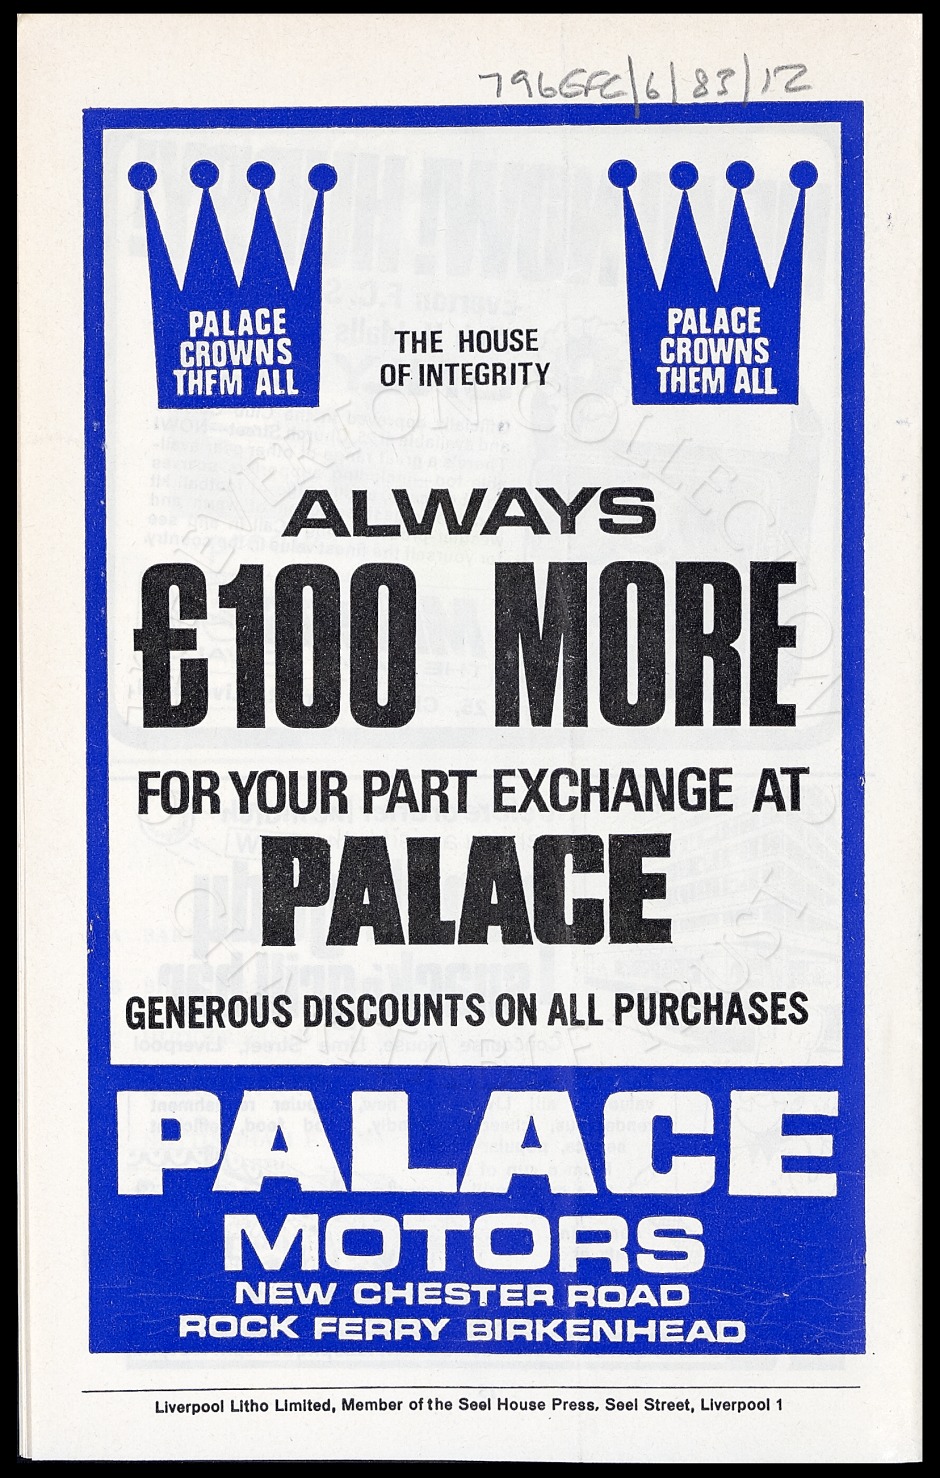 796EFC/6/83/12
PALACE
CROWNS
THEM ALL
THE HOUSE
OF INTEGRITY
PALACE
CROWNS
THEM ALL
ALWAYS
£100 MORE
FOR YOUR PART EXCHANGE AT
PALACE
GENEROUS DISCOUNTS ON ALL PURCHASES
PALACE
MOTORS
NEW CHESTER ROAD
ROCK FERRY BIRKENHEAD
Liverpool Litho Limited, Member of the Seel House Press, Seel Street, Liverpool 1